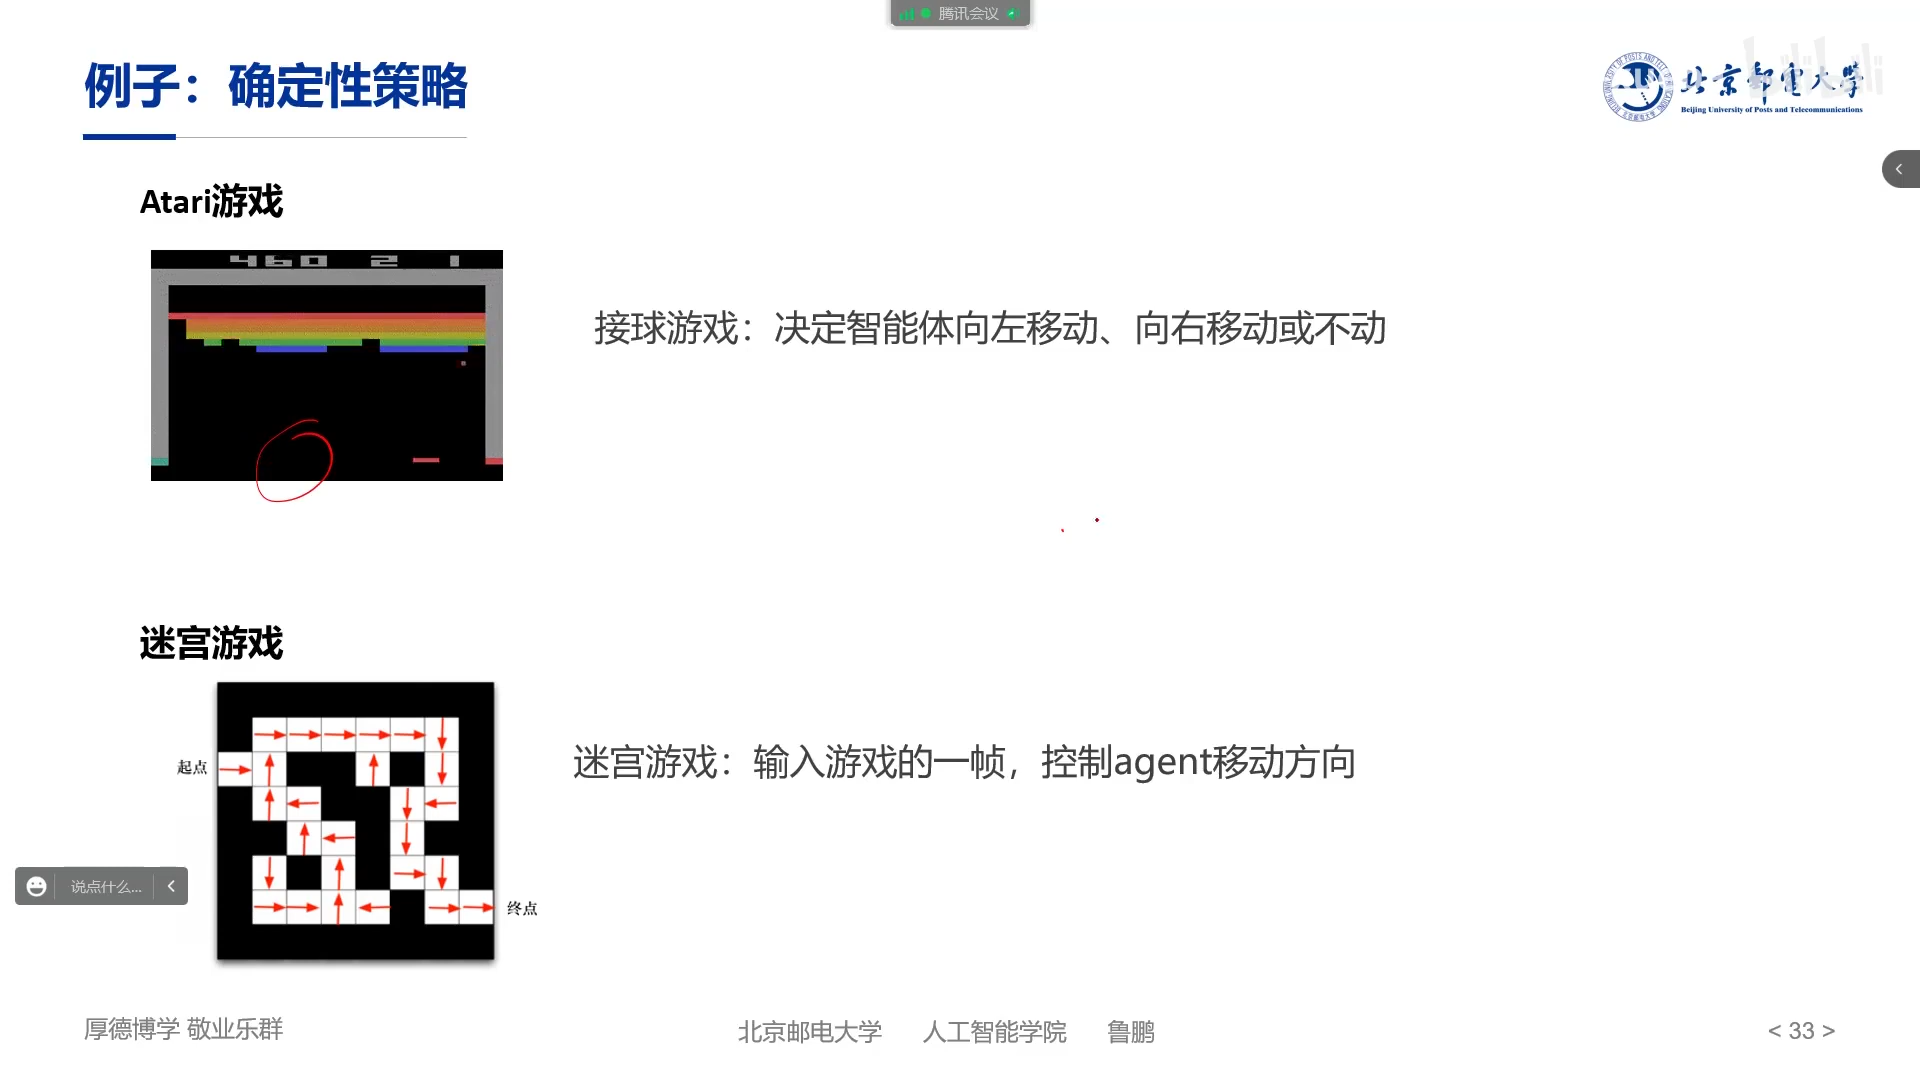 腾讯会议
例子：确定性策略
北京邮电大学
Beijing University of Posts and Telecommunications
Atari游戏
460 2 1
接球游戏：决定智能体向左移动、向右移动或不动
迷宫游戏
起点
迷宫游戏：输入游戏的一帧，控制agent移动方向
说点什么...
终点
厚德博学 敬业乐群
北京邮电大学 人工智能学院 鲁鹏
< 33 >